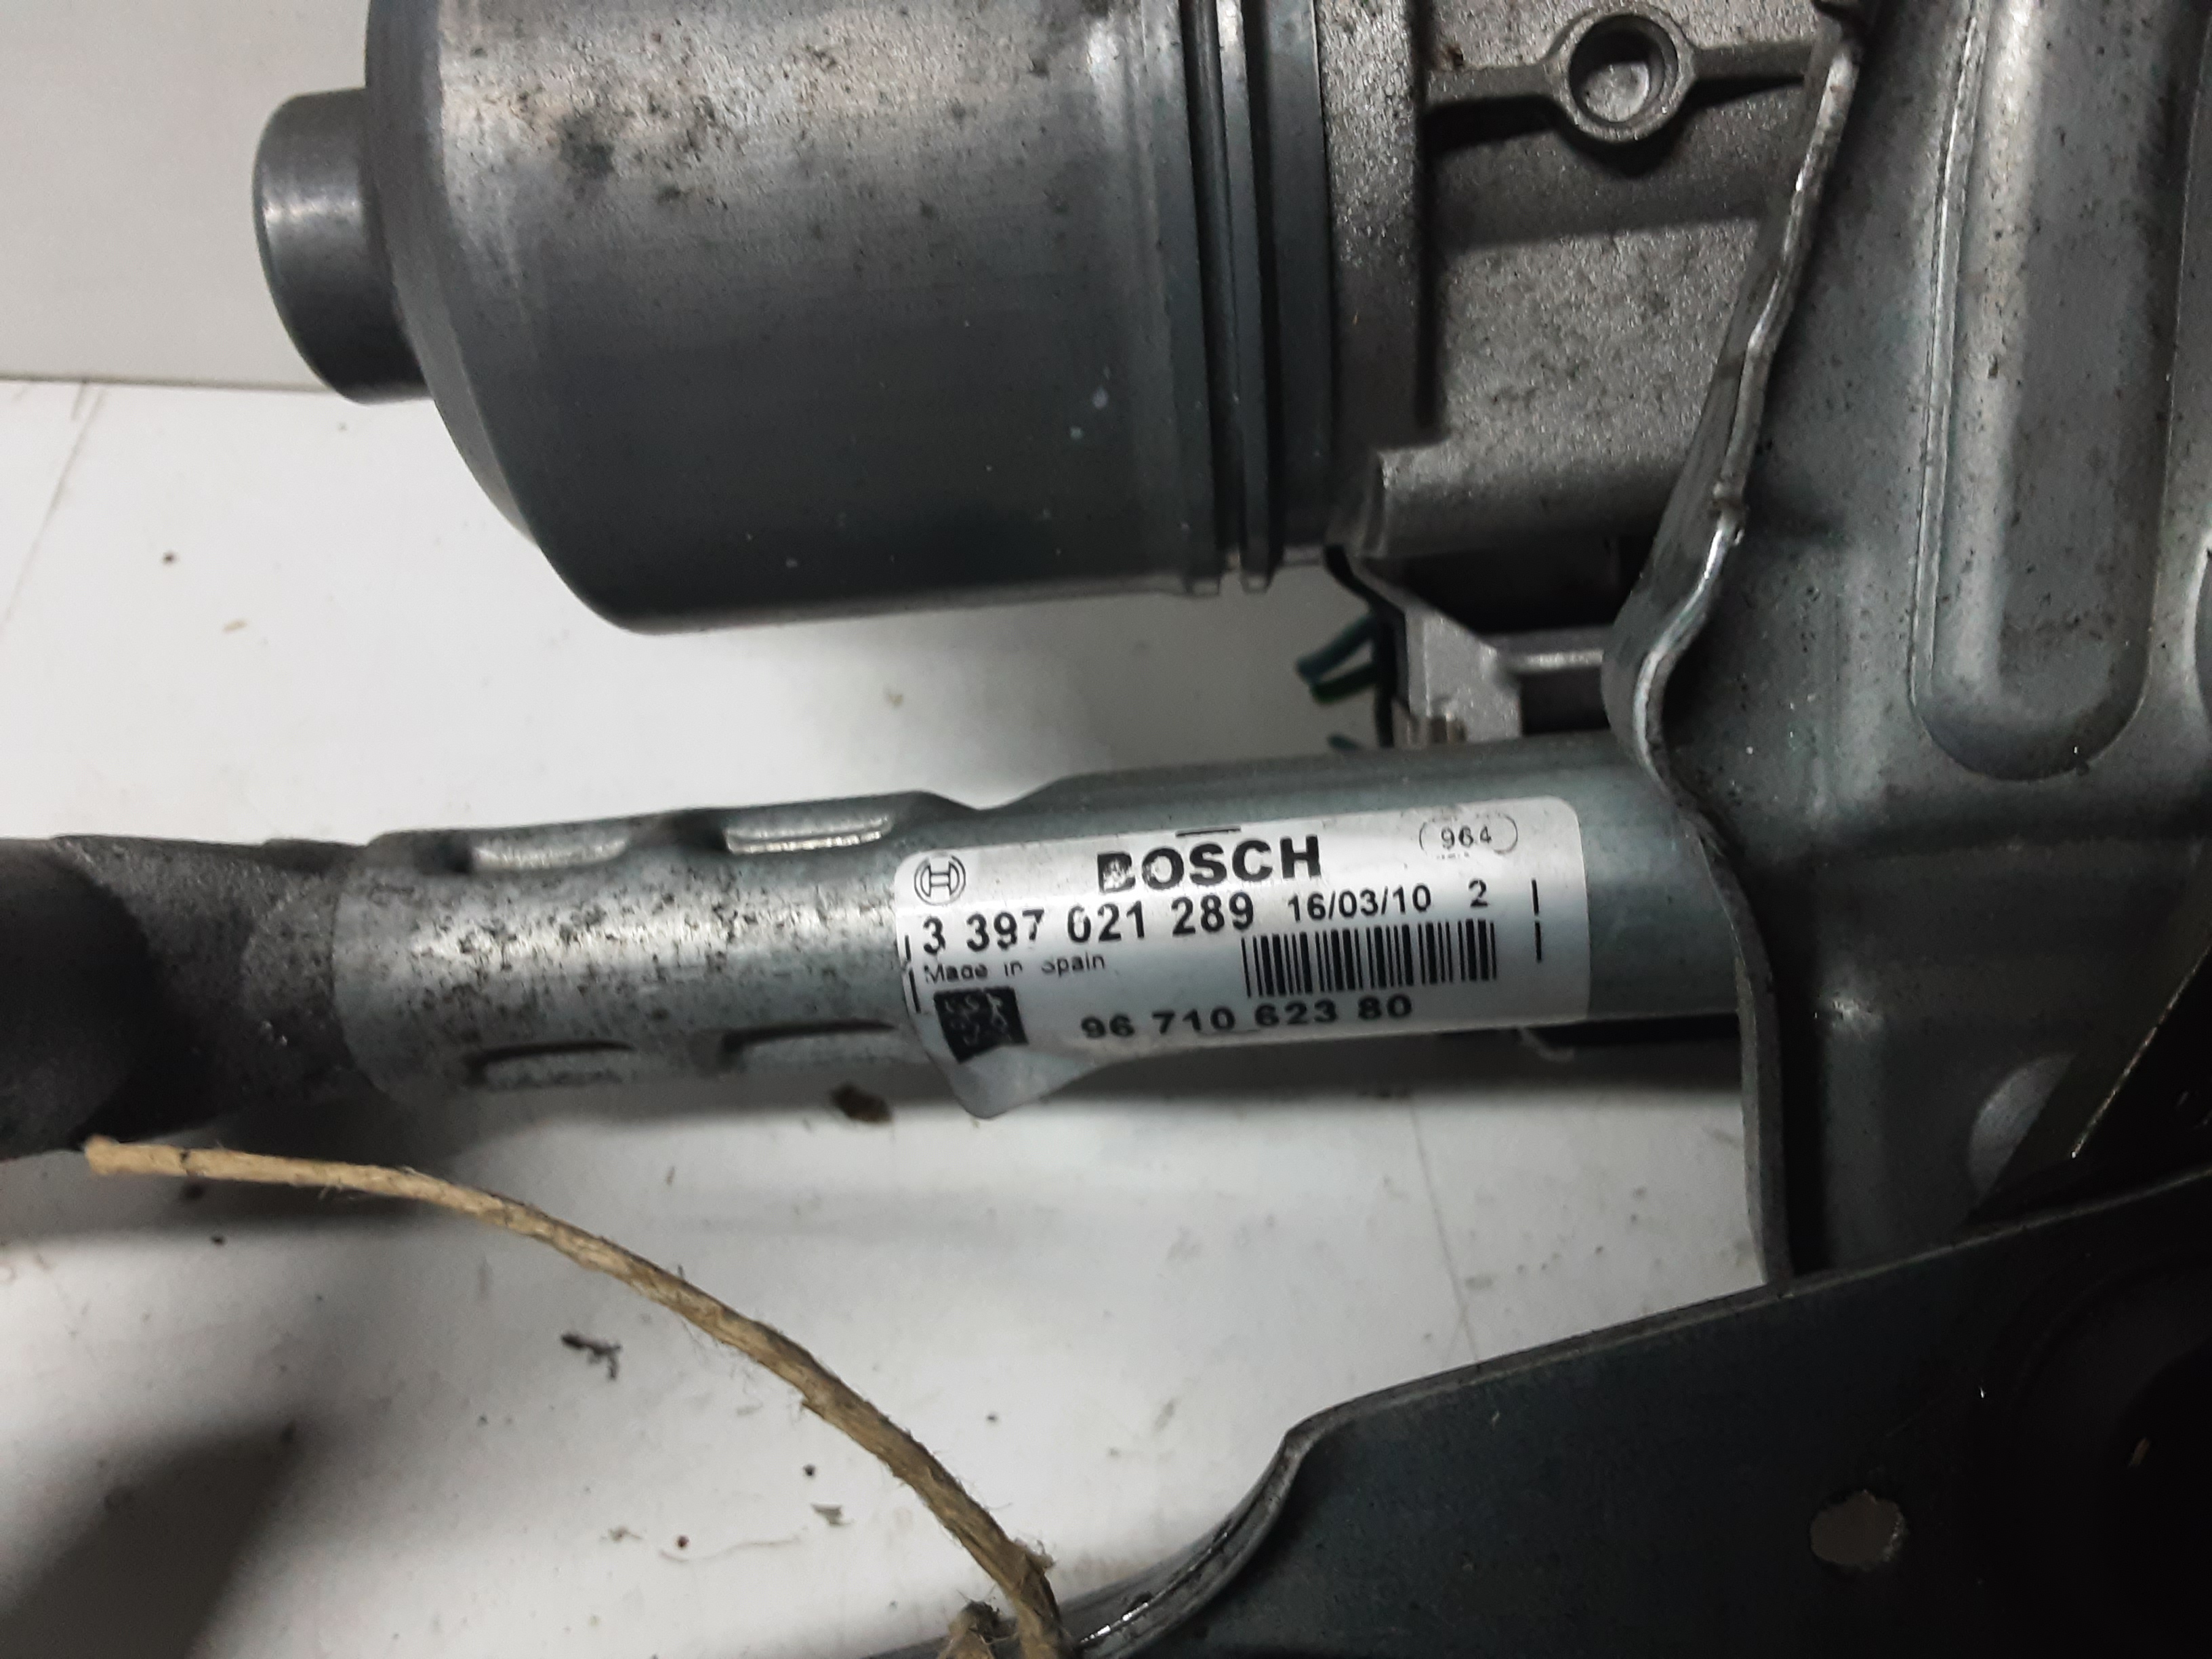 BOSCH 964
3 397 021 289 16/03/10 2
Made in Spain
96 710 623 80